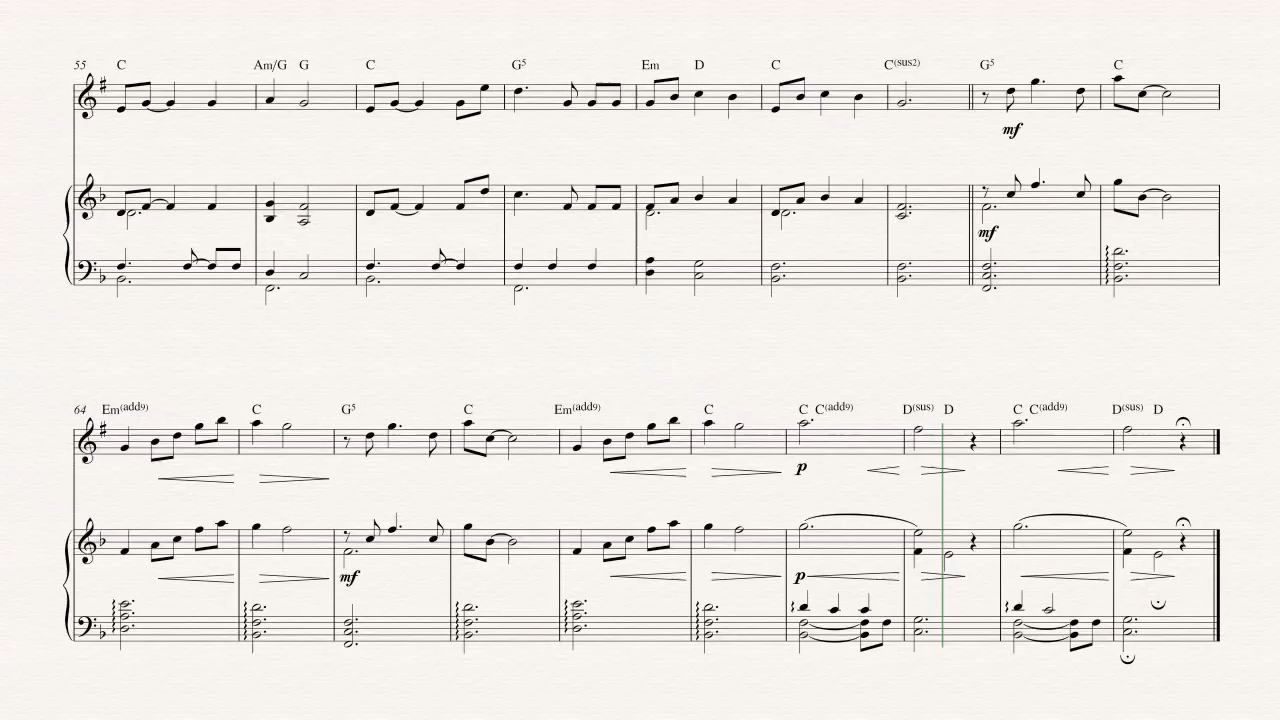 55 C Am/G G C G5 Em D C C(sus2) G5 C
mf
mf
64 Em(add9) C G5 C Em(add9) C C C(add9) D(sus) D C C(add9) D(sus) D
p
mf p